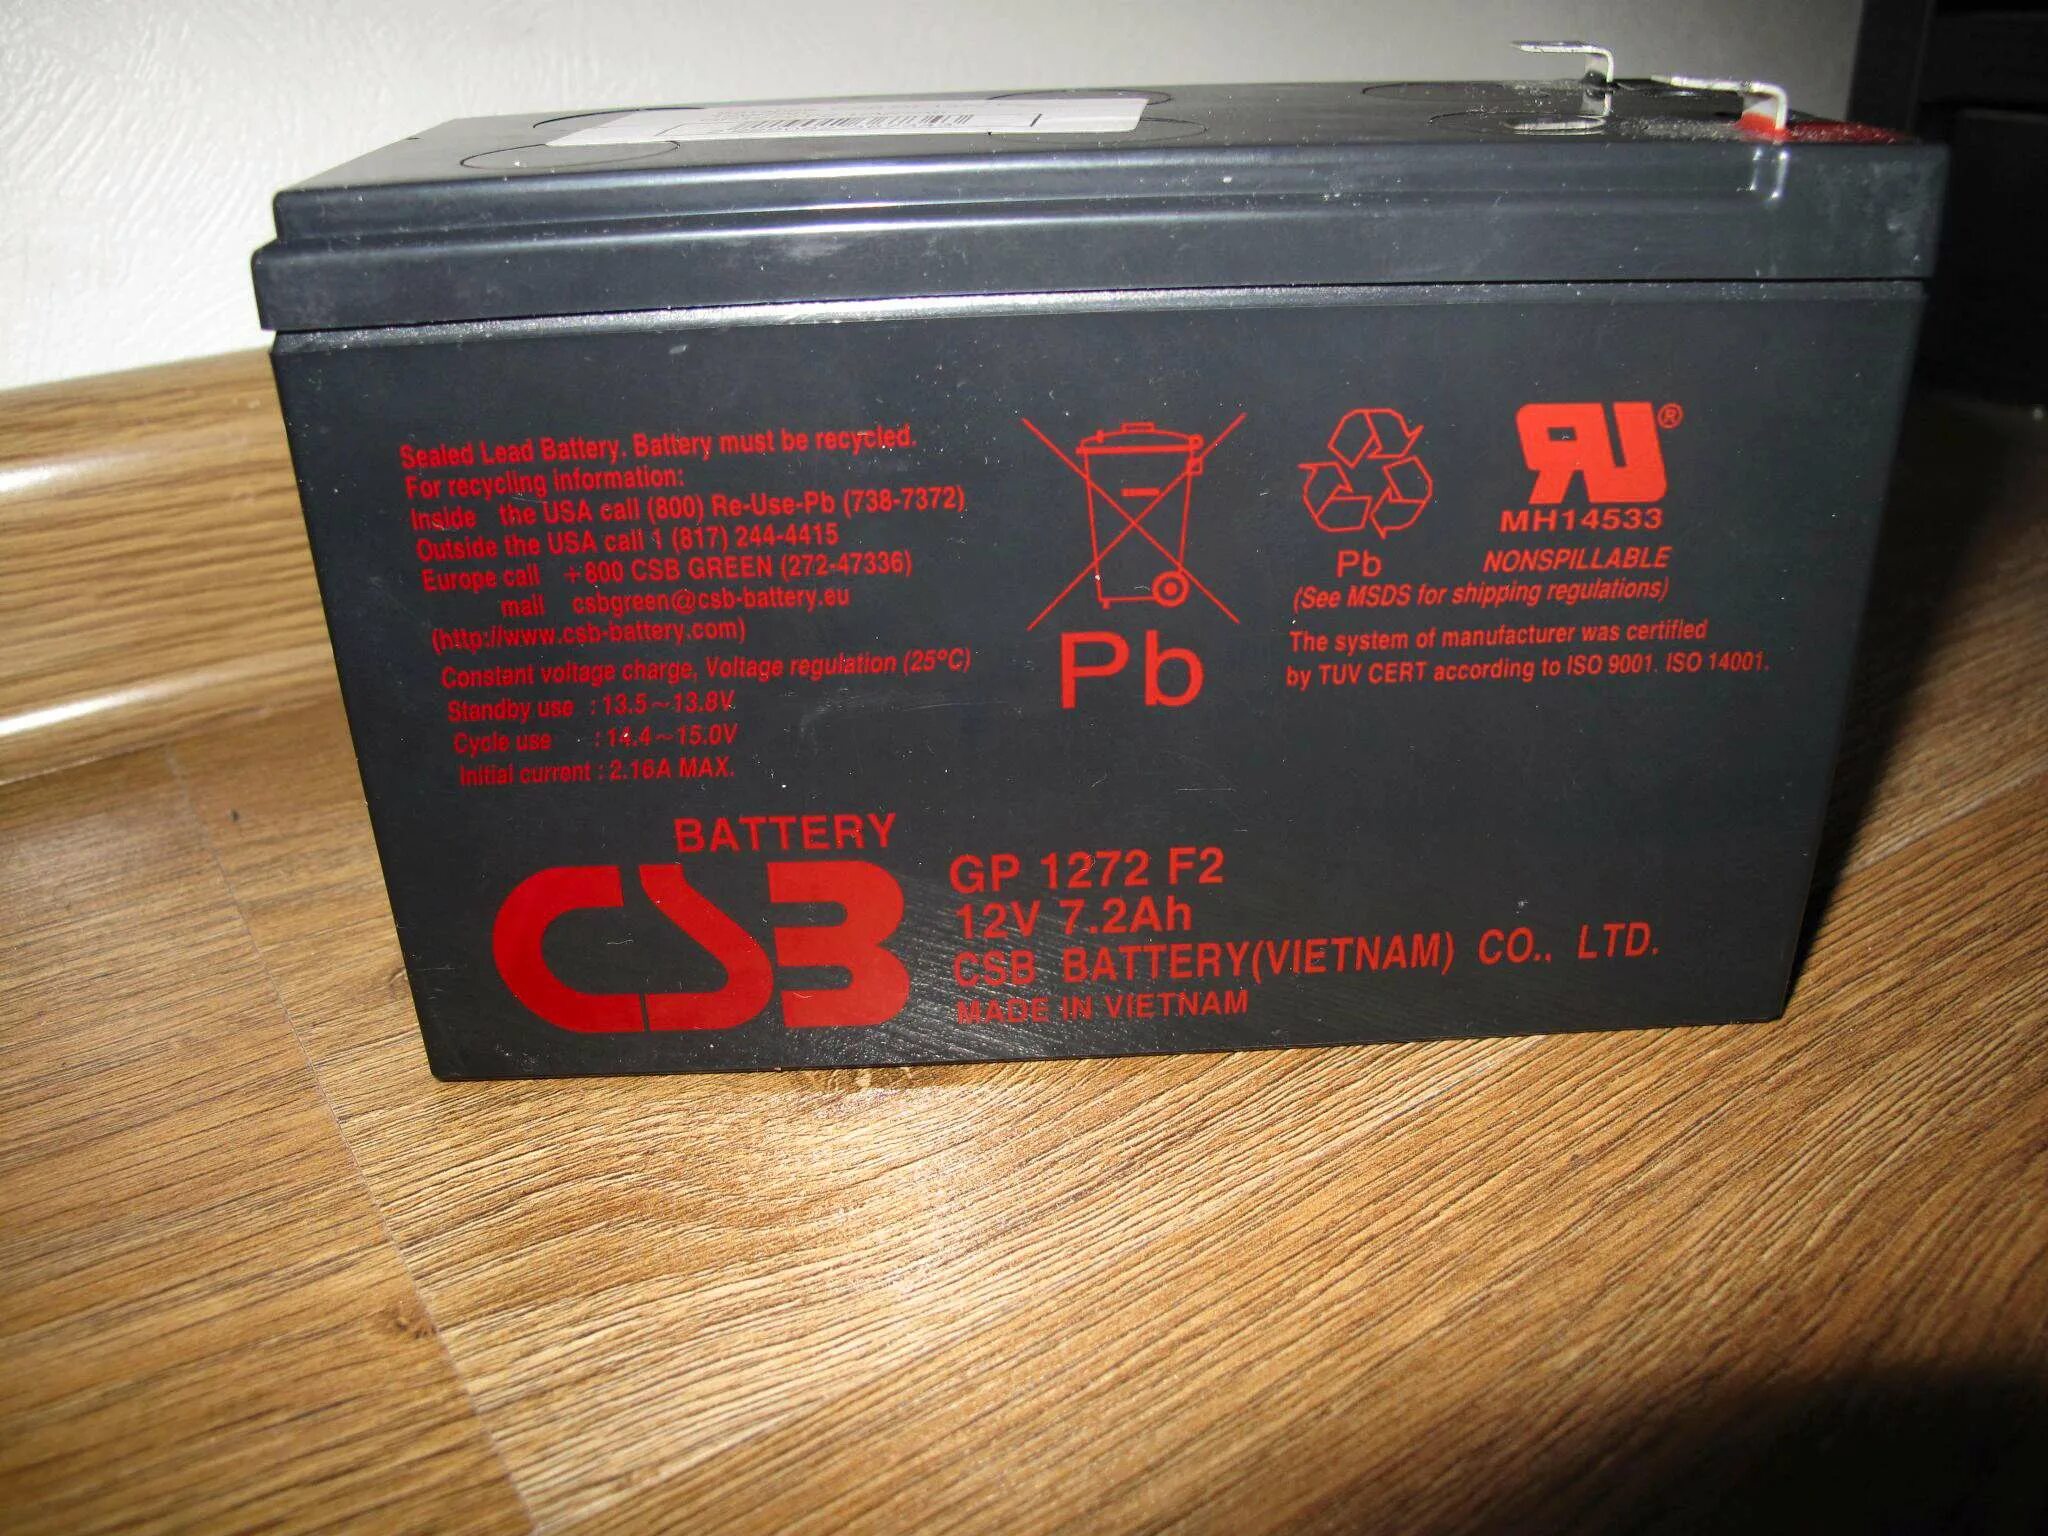 Sealed Lead Battery. Battery must be recycled.
For recycling information:
Inside the USA call (800) Re-Use-Pb (738-7372)
Outside the USA call 1 (817) 244-4415
Europe call +800 CSB GREEN (272-47336)
mail csbgreen@csb-battery.eu
(http://www.csb-battery.com)
Constant voltage charge, Voltage regulation (25°C)
Standby use : 13.5~13.8V
Cycle use : 14.4~15.0V
Initial current : 2.16A MAX.
Pb
Pb
RU®
MH14533
NONSPILLABLE
(See MSDS for shipping regulations)
The system of manufacturer was certified
by TUV CERT according to ISO 9001. ISO 14001.
BATTERY
CSB
GP 1272 F2
12V 7.2Ah
CSB BATTERY(VIETNAM) CO., LTD.
MADE IN VIETNAM